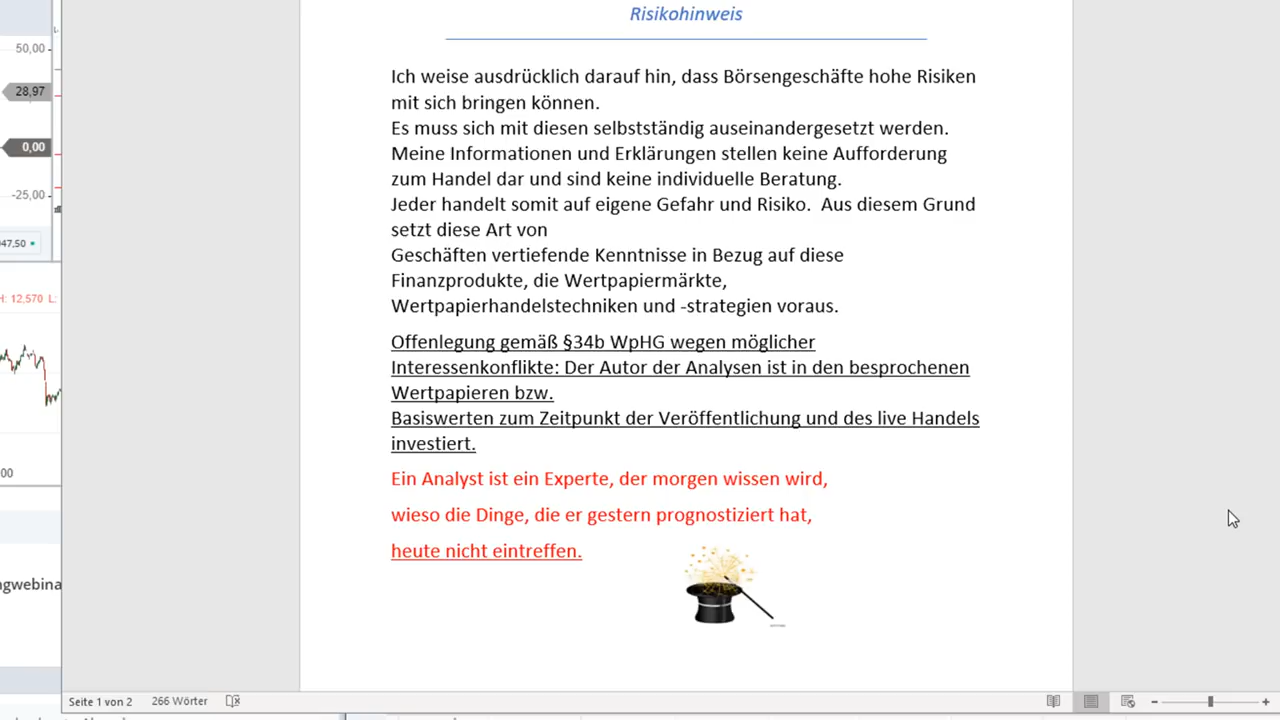 Risikohinweis
50,00
28,97
0,00
-25,00
947,50
H: 12,570 L:
00
ngwebina
Ich weise ausdrücklich darauf hin, dass Börsengeschäfte hohe Risiken
mit sich bringen können.
Es muss sich mit diesen selbstständig auseinandergesetzt werden.
Meine Informationen und Erklärungen stellen keine Aufforderung
zum Handel dar und sind keine individuelle Beratung.
Jeder handelt somit auf eigene Gefahr und Risiko.  Aus diesem Grund
setzt diese Art von
Geschäften vertiefende Kenntnisse in Bezug auf diese
Finanzprodukte, die Wertpapiermärkte,
Wertpapierhandelstechniken und -strategien voraus.
Offenlegung gemäß §34b WpHG wegen möglicher
Interessenkonflikte: Der Autor der Analysen ist in den besprochenen
Wertpapieren bzw.
Basiswerten zum Zeitpunkt der Veröffentlichung und des live Handels
investiert.
Ein Analyst ist ein Experte, der morgen wissen wird,
wieso die Dinge, die er gestern prognostiziert hat,
heute nicht eintreffen.
Seite 1 von 2 266 Wörter